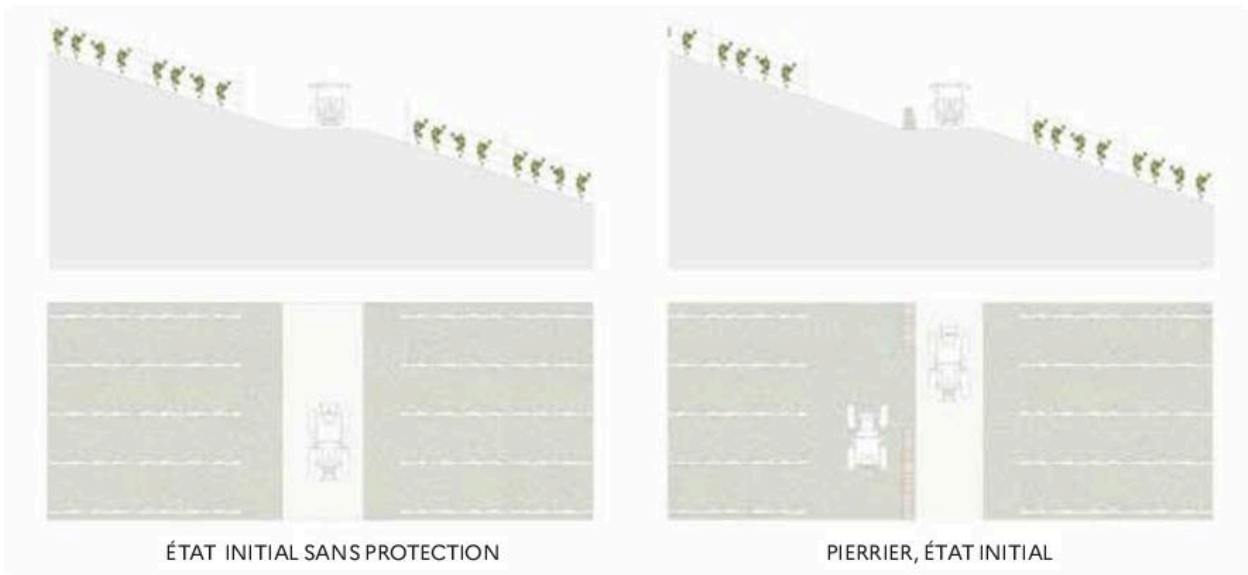 ÉTAT INITIAL SANS PROTECTION
PIERRIER, ÉTAT INITIAL